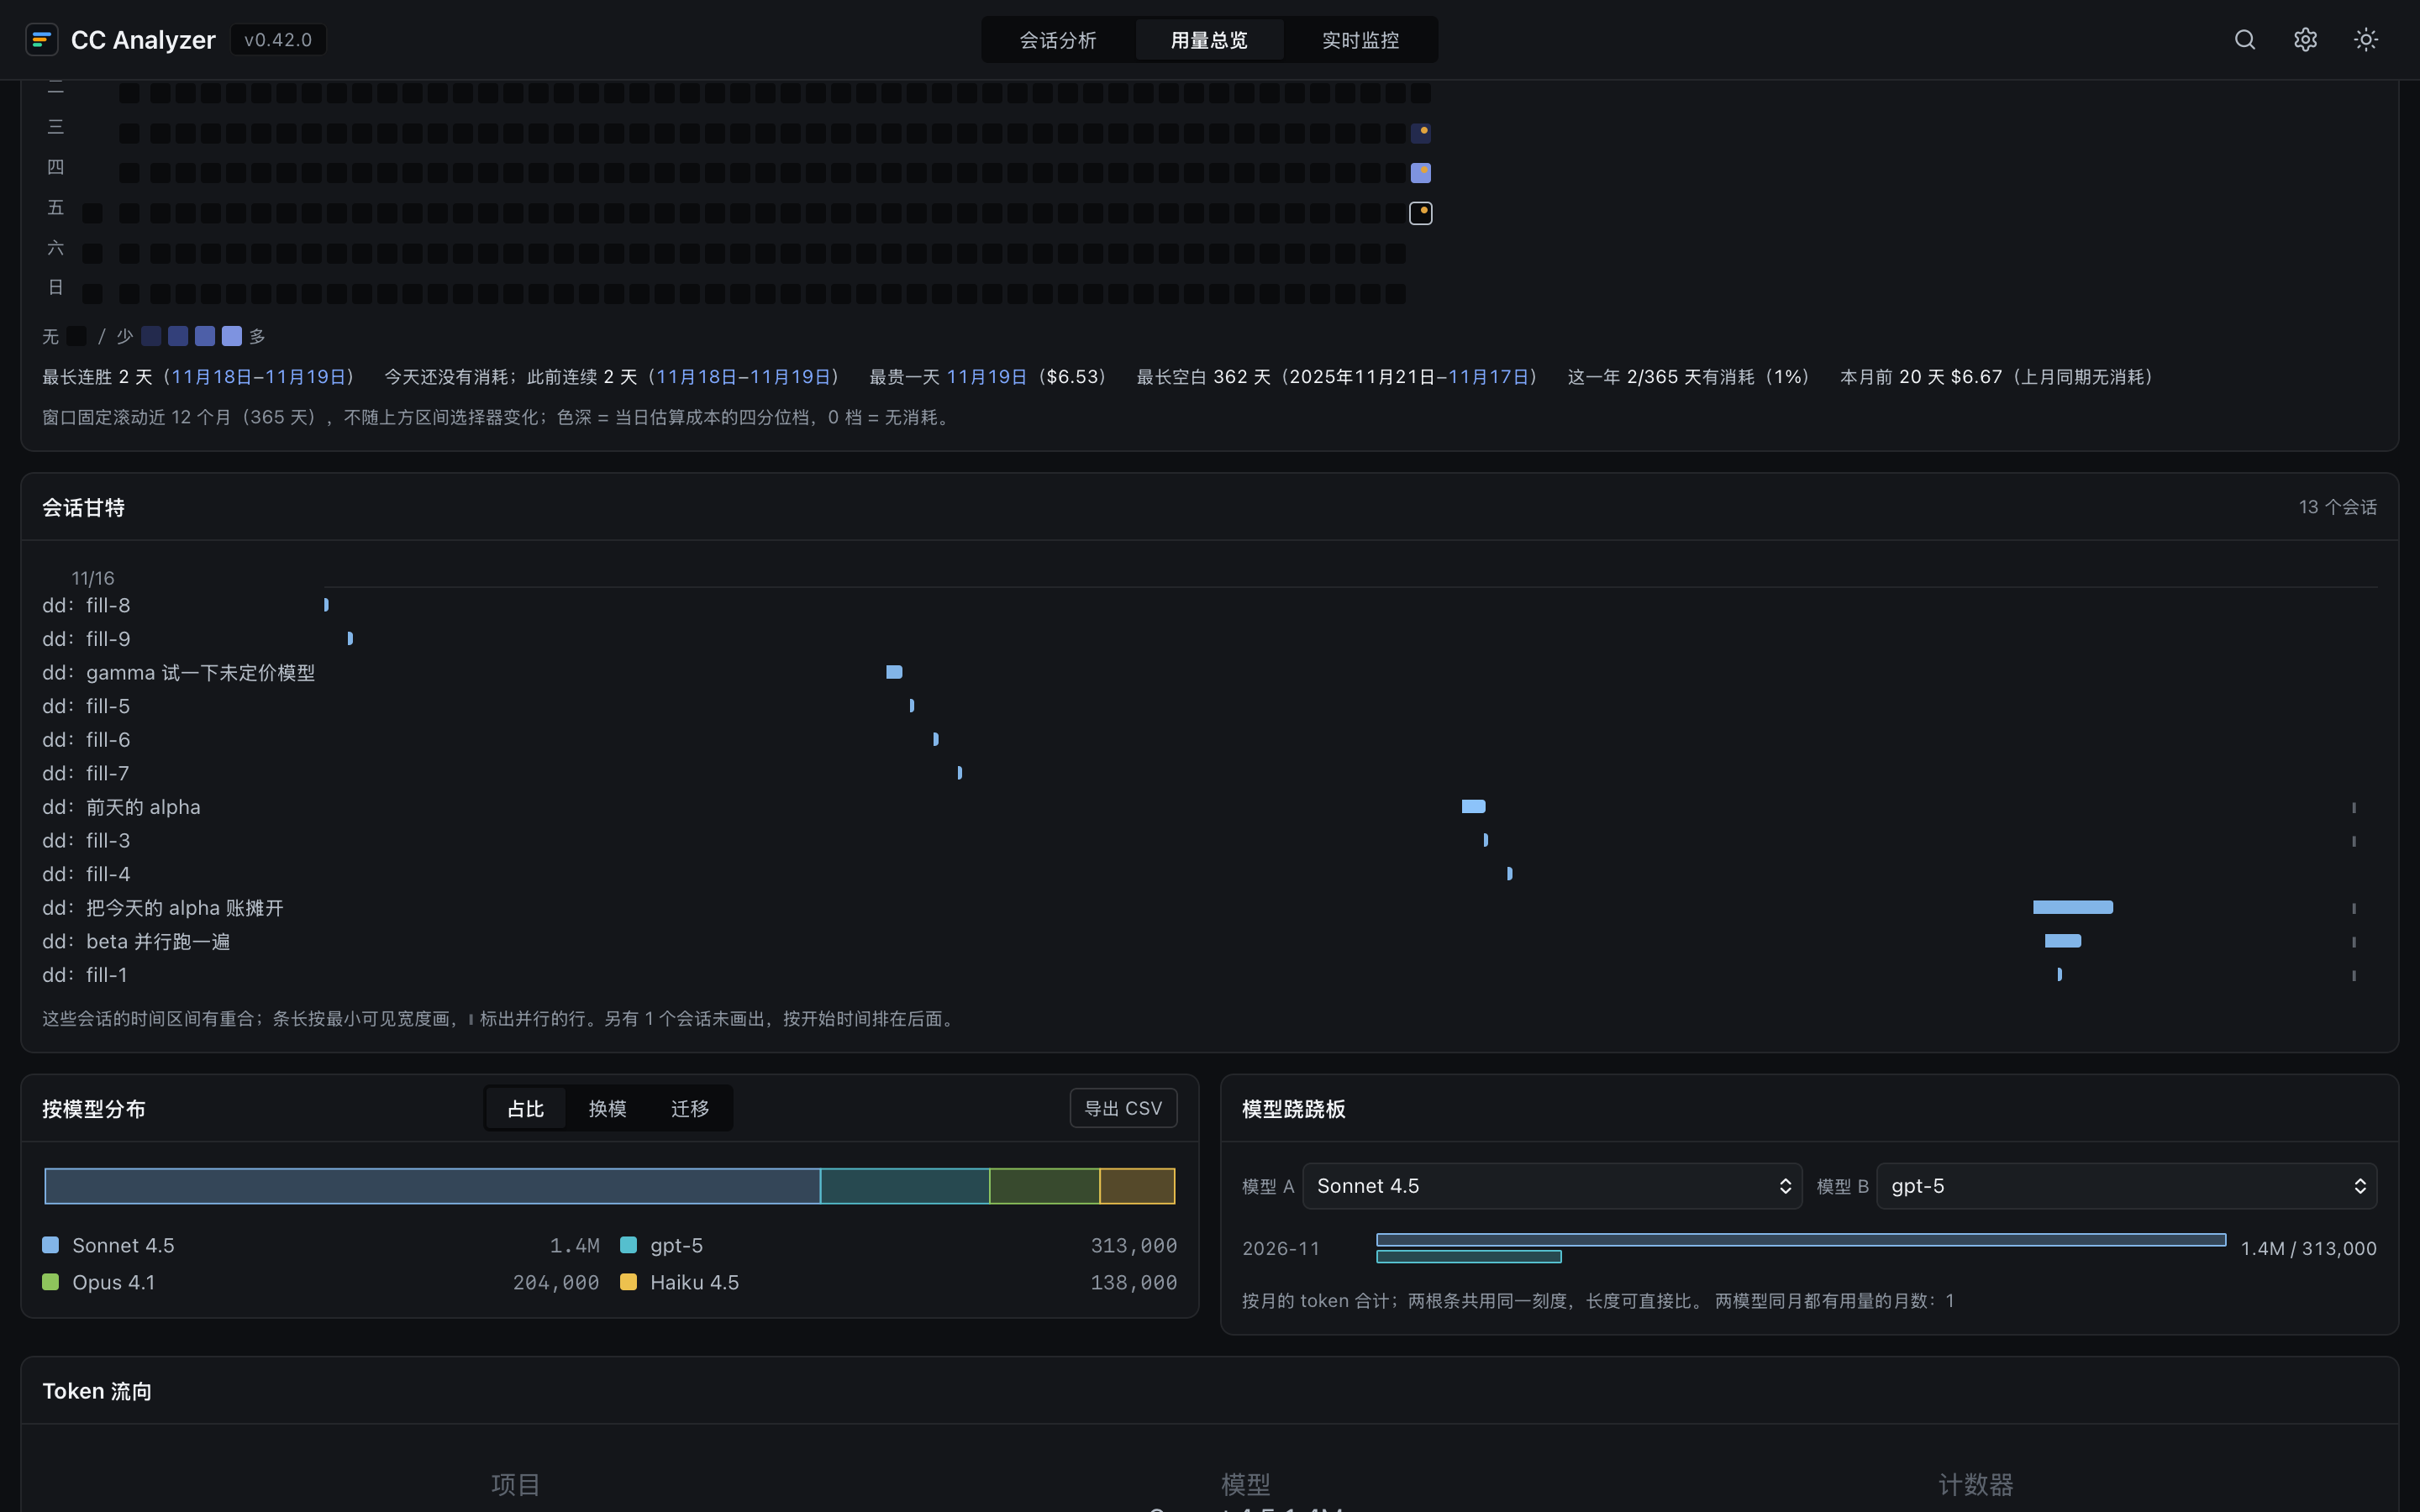 CC Analyzer v0.42.0 会话分析 用量总览 实时监控
三
四
五
六
日
无 / 少 多
最长连胜 2 天（11月18日–11月19日） 今天还没有消耗；此前连续 2 天（11月18日–11月19日） 最贵一天 11月19日（$6.53） 最长空白 362 天（2025年11月21日–11月17日） 这一年 2/365 天有消耗（1%） 本月前 20 天 $6.67（上月同期无消耗）
窗口固定滚动近 12 个月（365 天），不随上方区间选择器变化；色深 = 当日估算成本的四分位档，0 档 = 无消耗。
会话甘特 13 个会话
11/16
dd：fill-8
dd：fill-9
dd：gamma 试一下未定价模型
dd：fill-5
dd：fill-6
dd：fill-7
dd：前天的 alpha
dd：fill-3
dd：fill-4
dd：把今天的 alpha 账摊开
dd：beta 并行跑一遍
dd：fill-1
这些会话的时间区间有重合；条长按最小可见宽度画，‖ 标出并行的行。另有 1 个会话未画出，按开始时间排在后面。
按模型分布 占比 换模 迁移 导出 CSV
Sonnet 4.5 1.4M gpt-5 313,000
Opus 4.1 204,000 Haiku 4.5 138,000
模型跷跷板
模型 A Sonnet 4.5 模型 B gpt-5
2026-11 1.4M / 313,000
按月的 token 合计；两根条共用同一刻度，长度可直接比。 两模型同月都有用量的月数：1
Token 流向
项目 模型 计数器